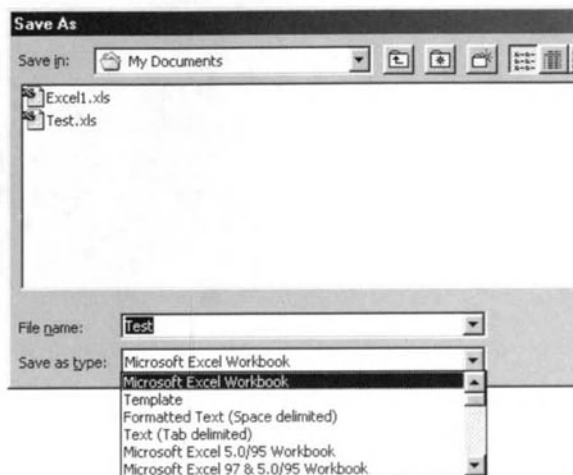 Save As
Save in: My Documents
Excel1.xls
Test.xls
File name: Test
Save as type: Microsoft Excel Workbook
Microsoft Excel Workbook
Template
Formatted Text (Space delimited)
Text (Tab delimited)
Microsoft Excel 5.0/95 Workbook
Microsoft Excel 97 & 5.0/95 Workbook